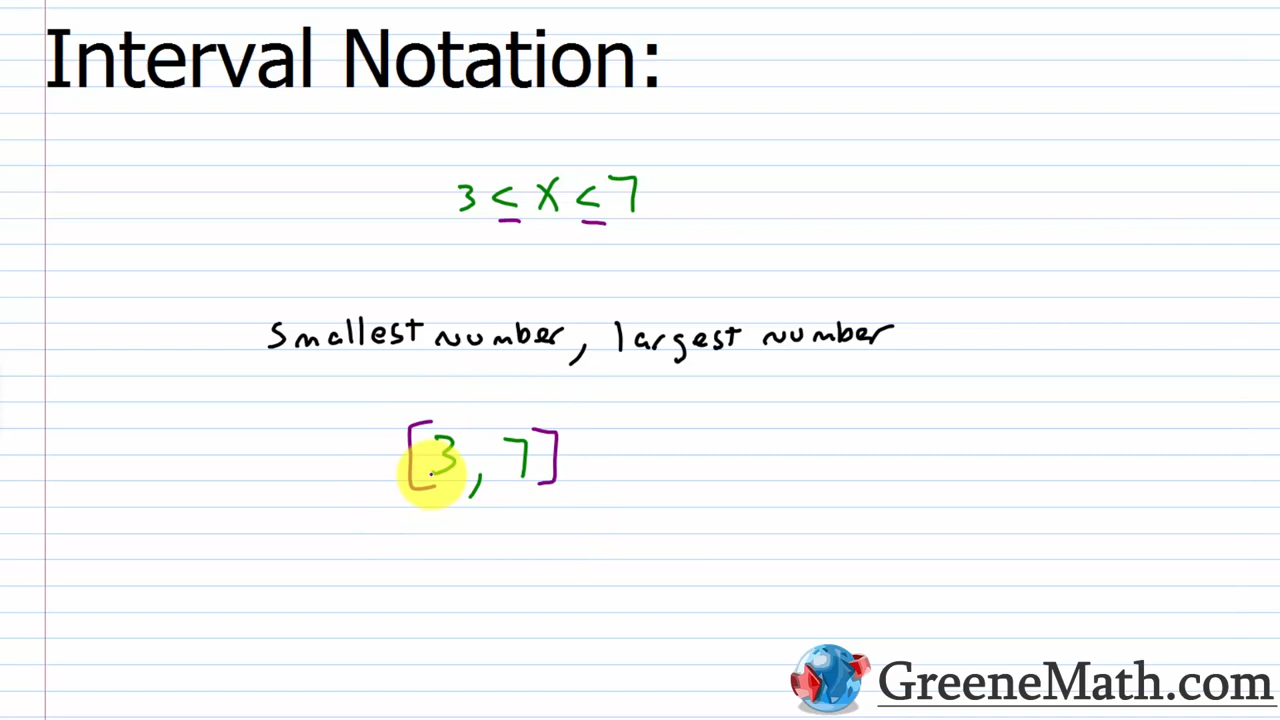 Interval Notation:
3 ≤ x ≤ 7
smallest number, largest number
[3, 7]
GreeneMath.com